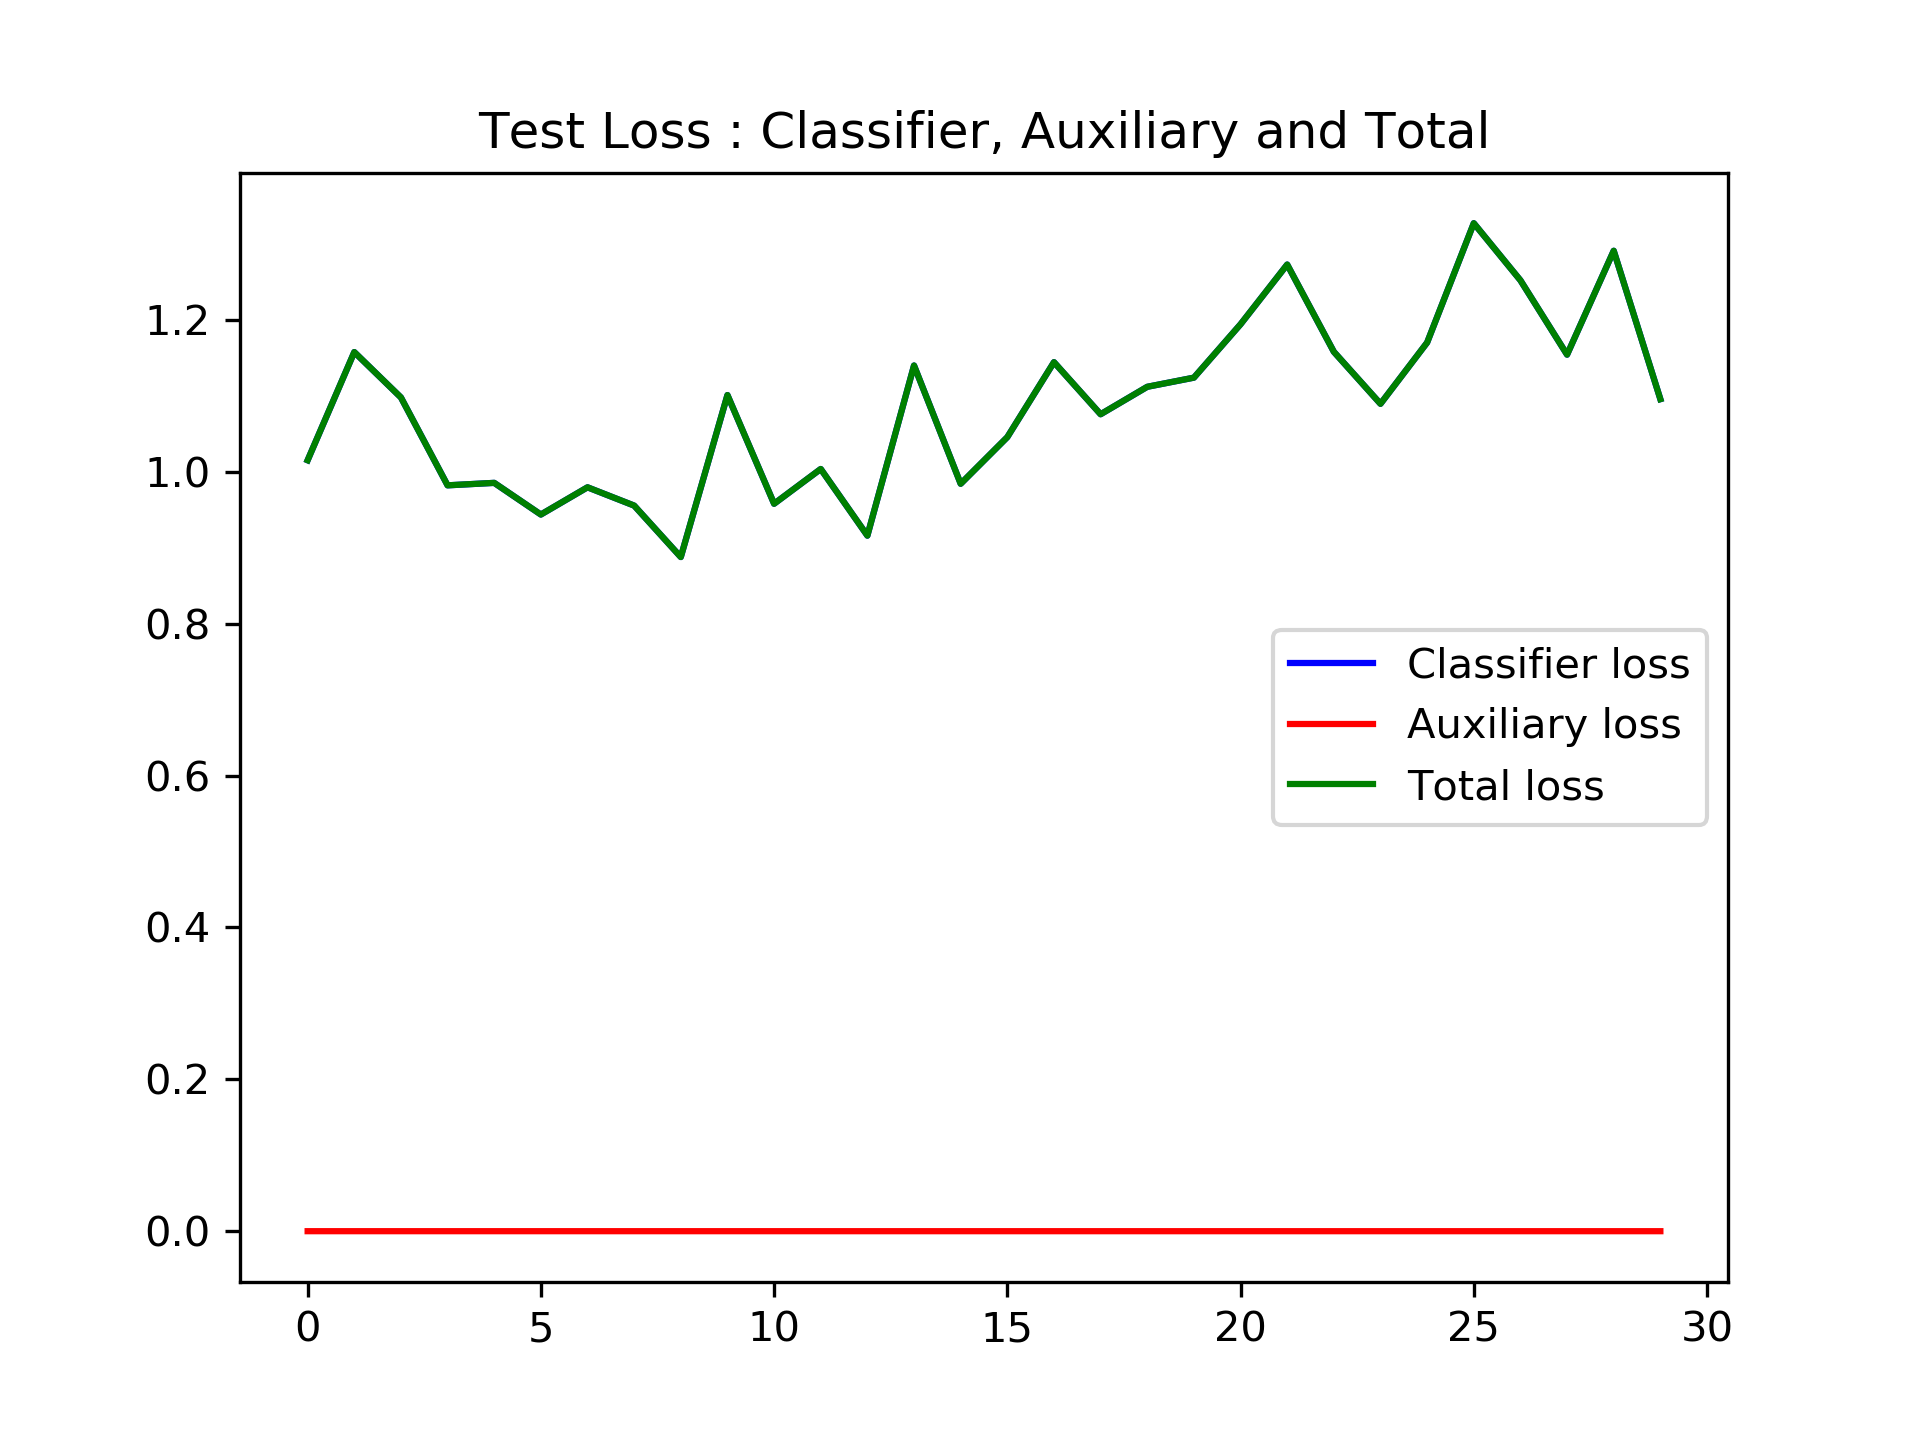 Test Loss : Classifier, Auxiliary and Total
1.2
1.0
0.8
0.6
0.4
0.2
0.0
Classifier loss
Auxiliary loss
Total loss
0 5 10 15 20 25 30